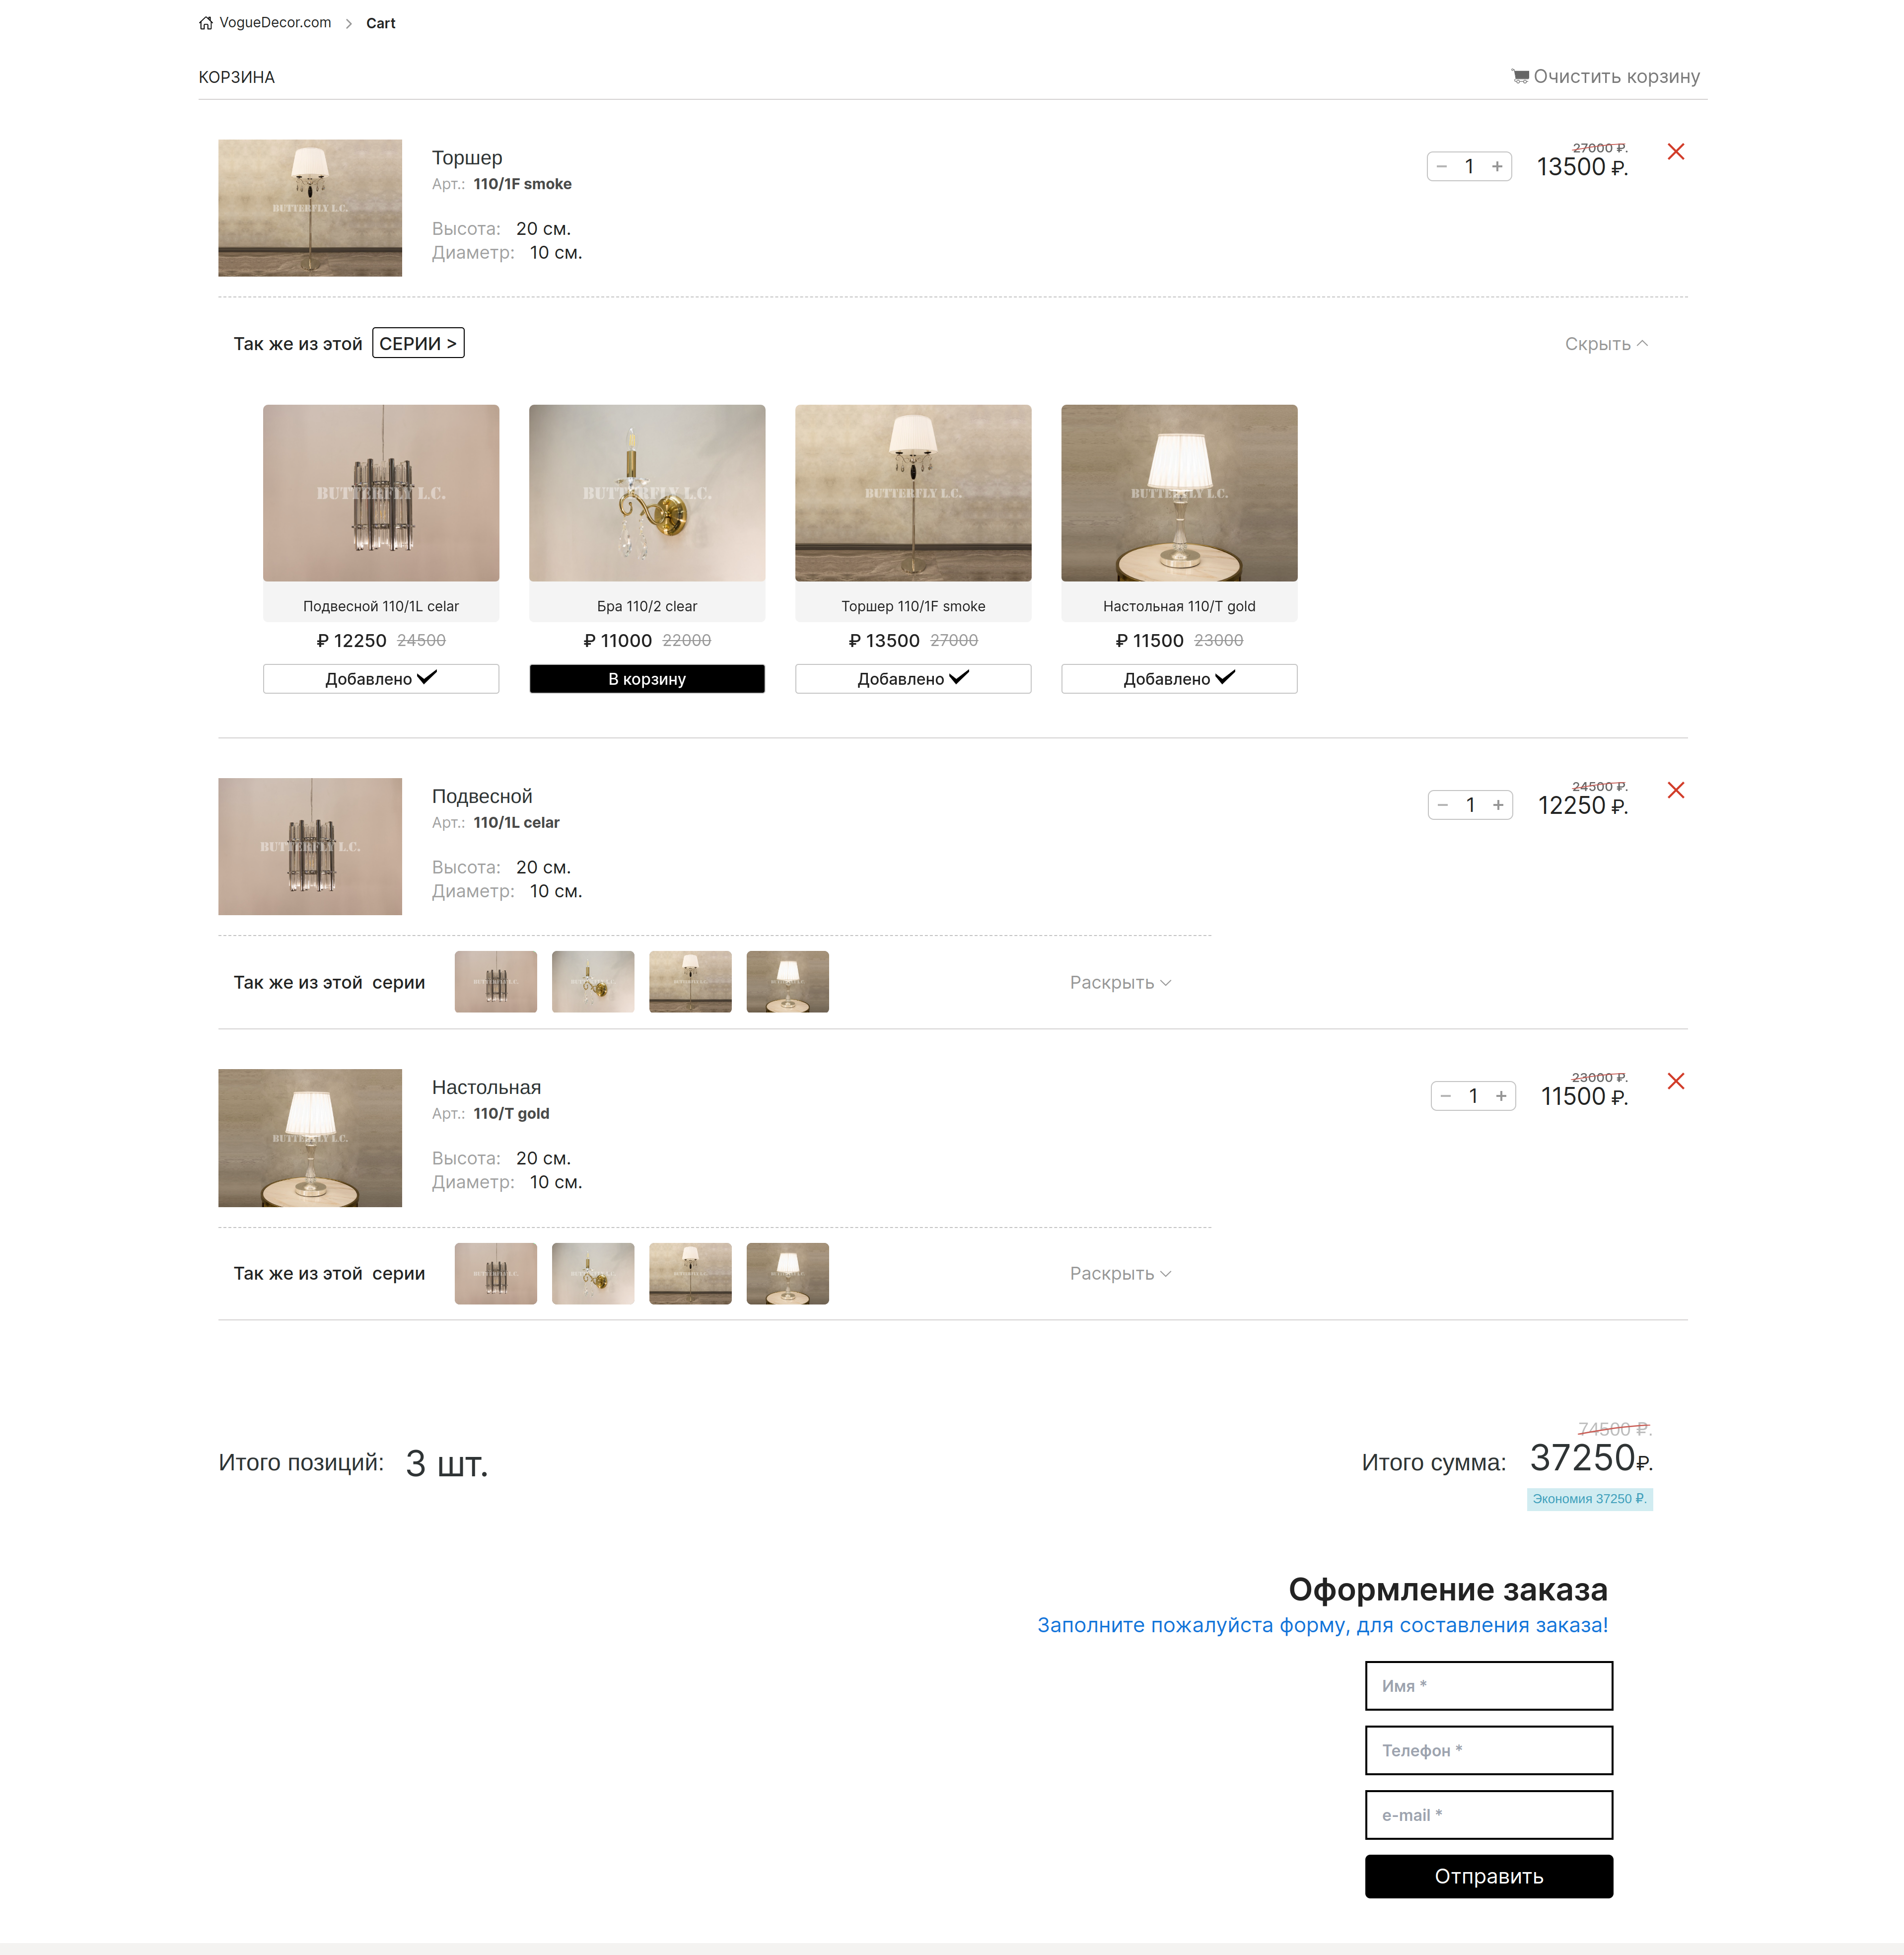 VogueDecor.com > Cart
КОРЗИНА
Очистить корзину
BUTTERFLY L.C.
Торшер
Арт.: 110/1F smoke
Высота: 20 см.
Диаметр: 10 см.
1
27000 ₽.
13500 ₽.
Так же из этой СЕРИИ >
Скрыть
BUTTERFLY L.C.
BUTTERFLY L.C.
BUTTERFLY L.C.
BUTTERFLY L.C.
Подвесной 110/1L celar
Бра 110/2 clear
Торшер 110/1F smoke
Настольная 110/T gold
₽ 12250 24500
₽ 11000 22000
₽ 13500 27000
₽ 11500 23000
Добавлено
В корзину
Добавлено
Добавлено
BUTTERFLY L.C.
Подвесной
Арт.: 110/1L celar
Высота: 20 см.
Диаметр: 10 см.
1
24500 ₽.
12250 ₽.
Так же из этой серии
Раскрыть
BUTTERFLY L.C.
Настольная
Арт.: 110/T gold
Высота: 20 см.
Диаметр: 10 см.
1
23000 ₽.
11500 ₽.
Так же из этой серии
Раскрыть
Итого позиций: 3 шт.
74500 ₽.
Итого сумма: 37250₽.
Экономия 37250 ₽.
Оформление заказа
Заполните пожалуйста форму, для составления заказа!
Имя *
Телефон *
e-mail *
Отправить